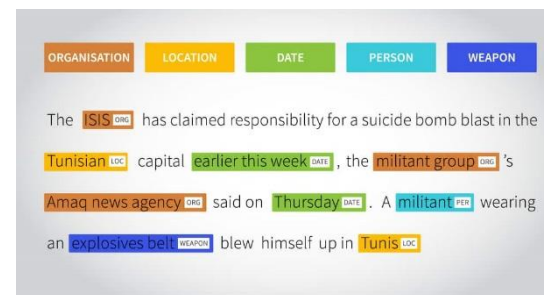 ORGANISATION LOCATION DATE PERSON WEAPON
The ISIS ORG has claimed responsibility for a suicide bomb blast in the
Tunisian LOC capital earlier this week DATE , the militant group ORG 's
Amaq news agency ORG said on Thursday DATE . A militant PER wearing
an explosives belt WEAPON blew himself up in Tunis LOC